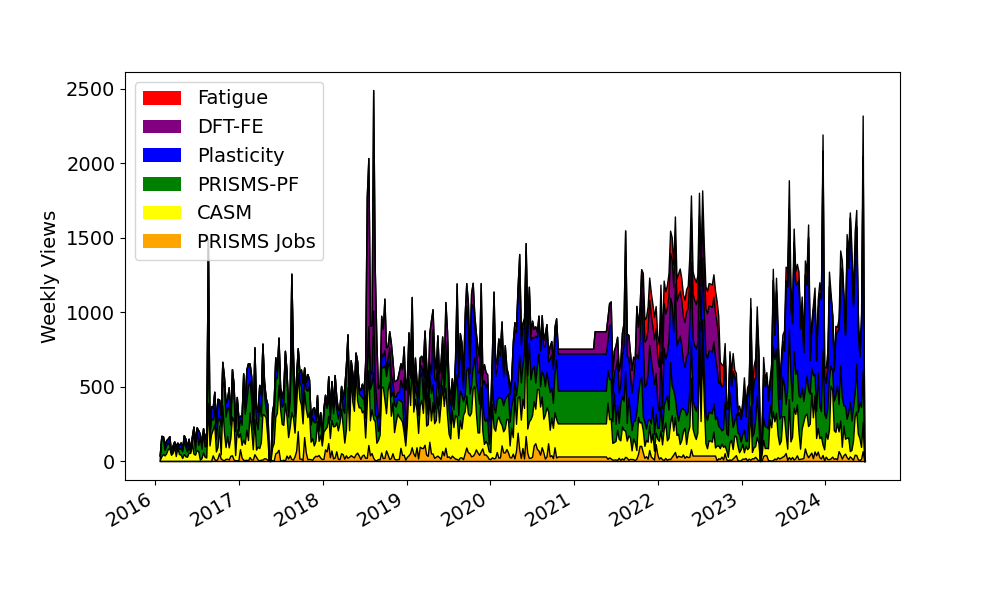 2500
2000
1500
1000
500
0
Weekly Views
Fatigue
DFT-FE
Plasticity
PRISMS-PF
CASM
PRISMS Jobs
2016
2017
2018
2019
2020
2021
2022
2023
2024